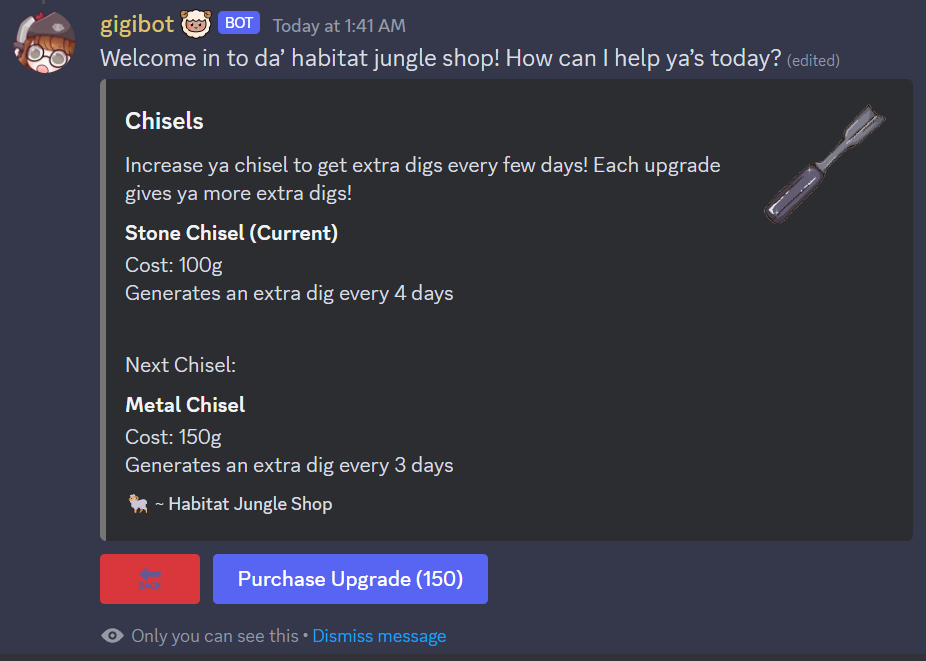 gigibot BOT Today at 1:41 AM
Welcome in to da’ habitat jungle shop! How can I help ya’s today? (edited)
Chisels
Increase ya chisel to get extra digs every few days! Each upgrade
gives ya more extra digs!
Stone Chisel (Current)
Cost: 100g
Generates an extra dig every 4 days
Next Chisel:
Metal Chisel
Cost: 150g
Generates an extra dig every 3 days
~ Habitat Jungle Shop
BACK
Purchase Upgrade (150)
Only you can see this • Dismiss message